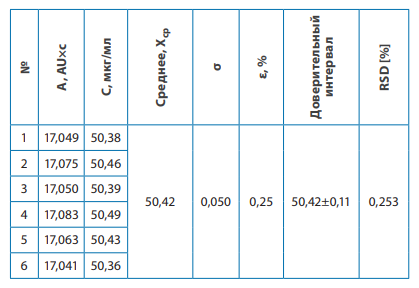 № A, AU×c C, мкг/мл Среднее, Xср σ ε, % Доверительный интервал RSD [%]
1 17,049 50,38
2 17,075 50,46
3 17,050 50,39
50,42 0,050 0,25 50,42±0,11 0,253
4 17,083 50,49
5 17,063 50,43
6 17,041 50,36